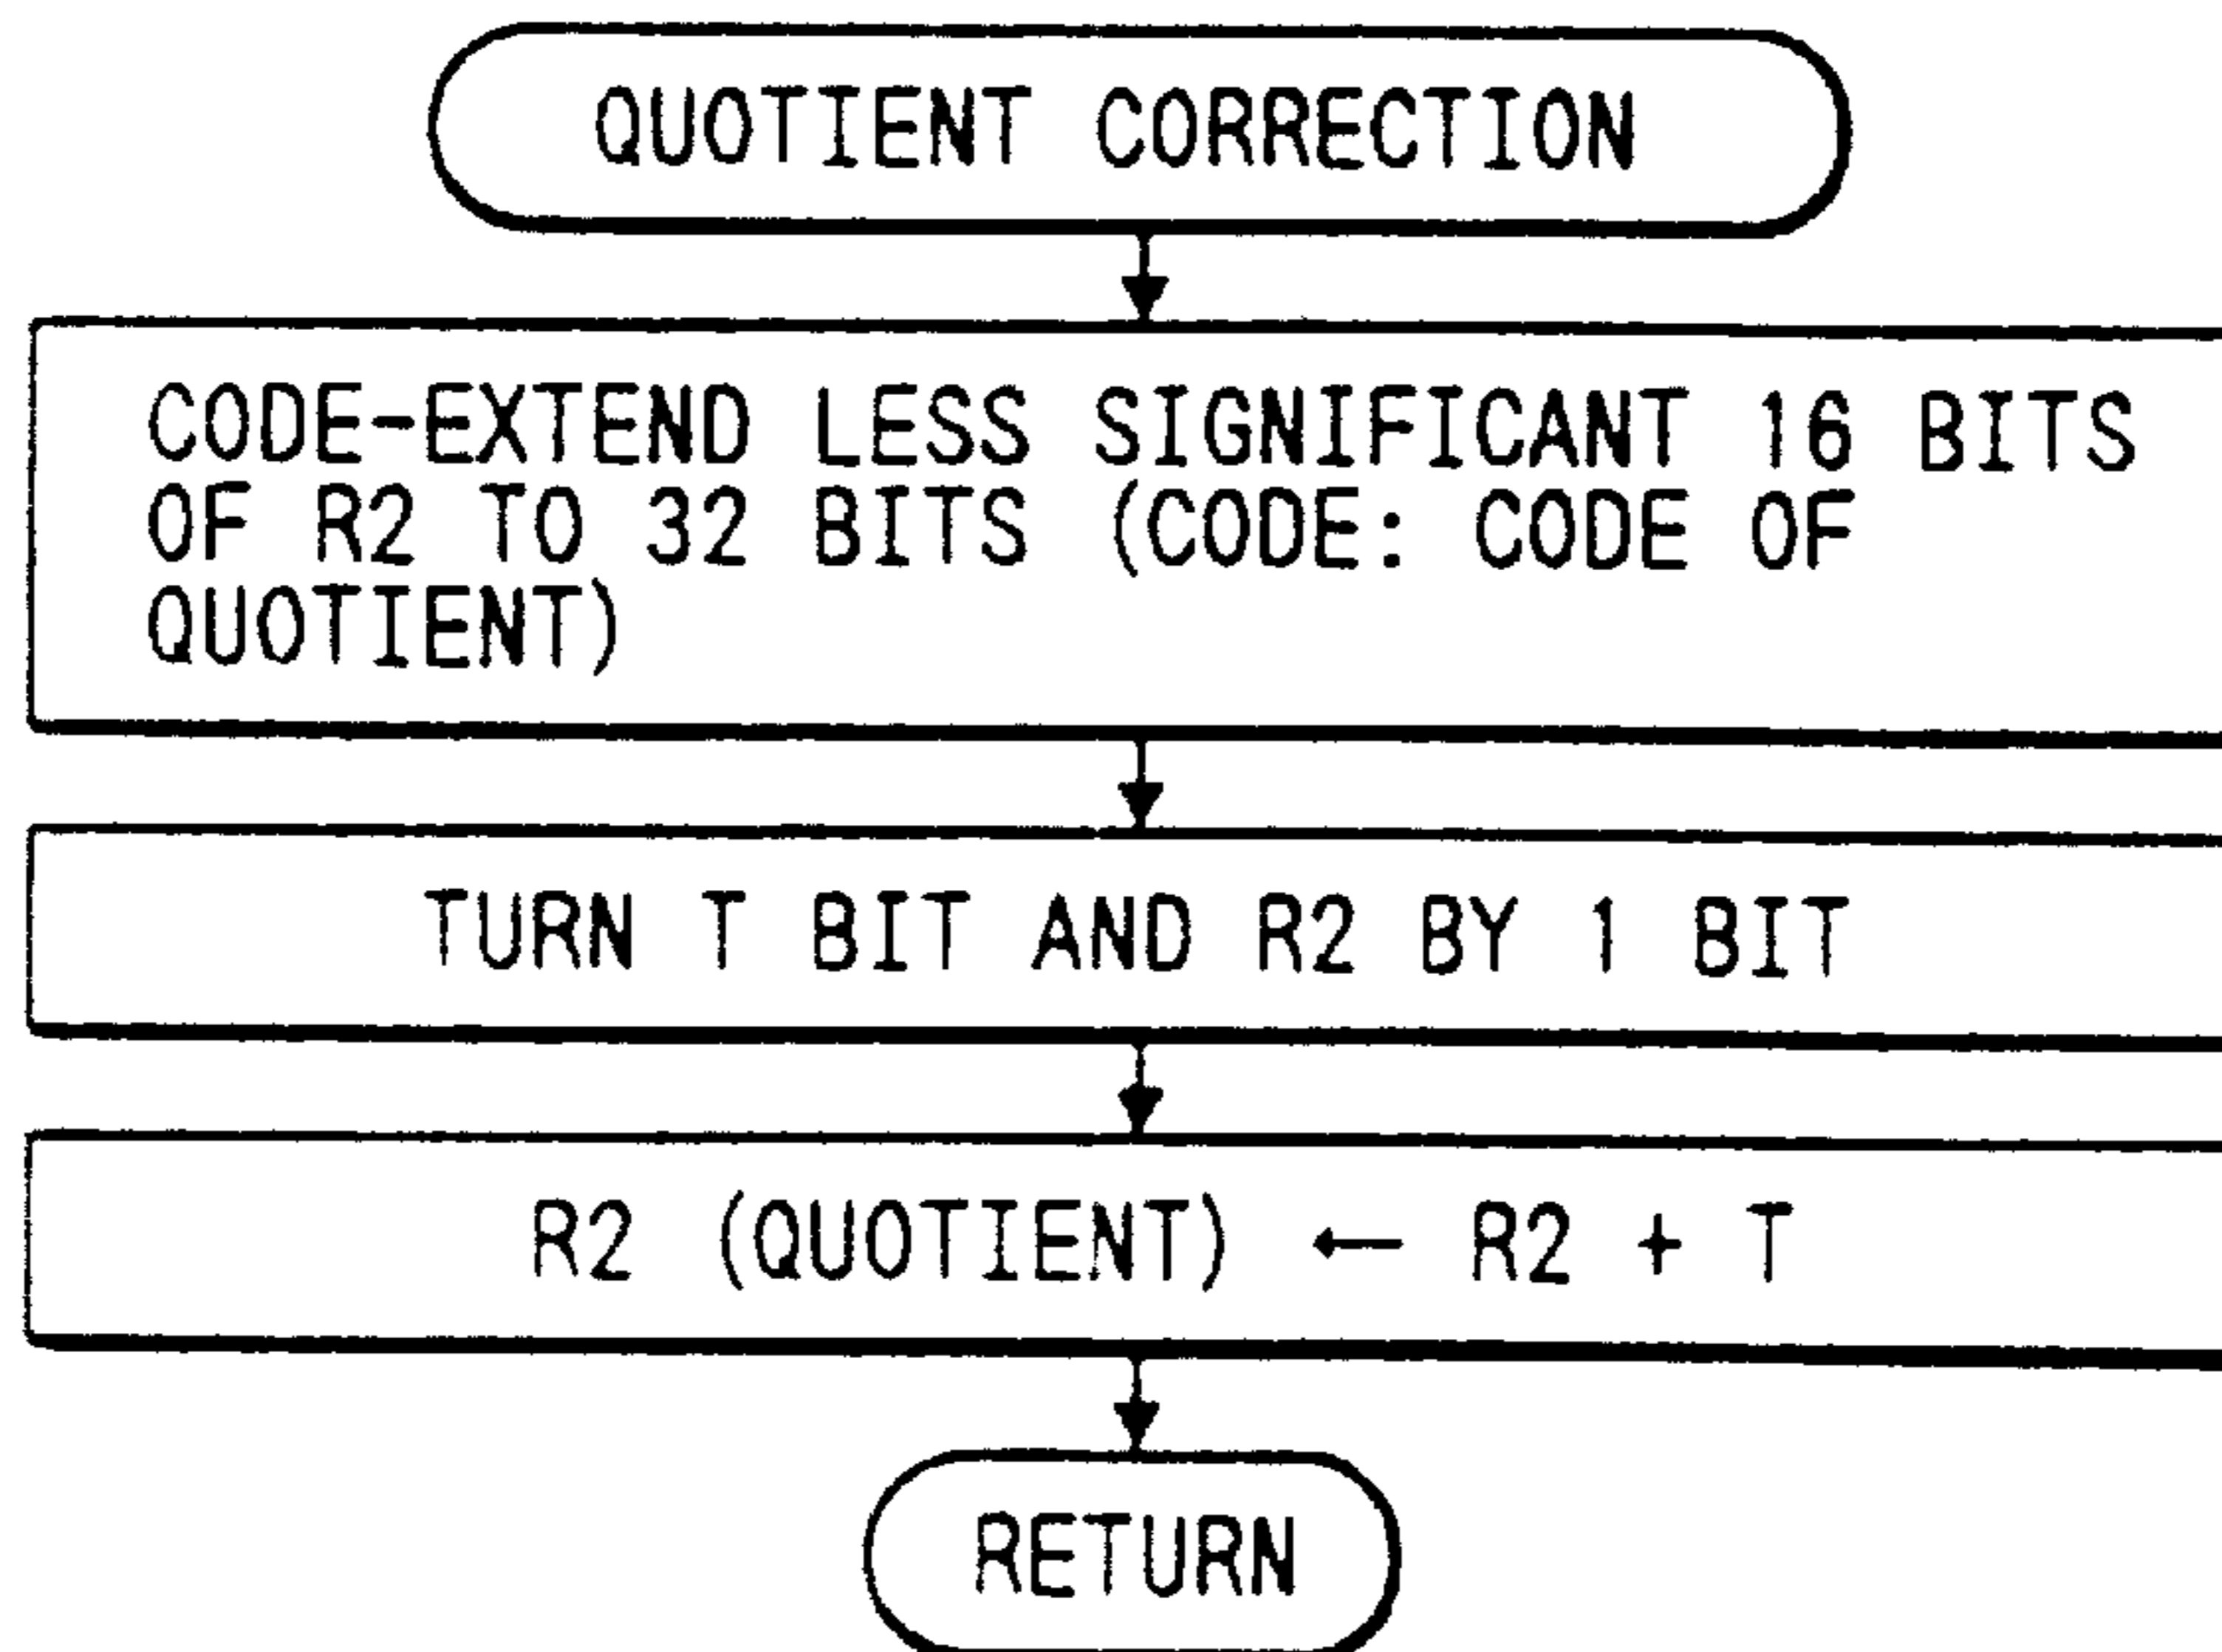 QUOTIENT CORRECTION
CODE-EXTEND LESS SIGNIFICANT 16 BITS
OF R2 TO 32 BITS (CODE: CODE OF
QUOTIENT)
TURN T BIT AND R2 BY 1 BIT
R2 (QUOTIENT) ← R2 + T
RETURN